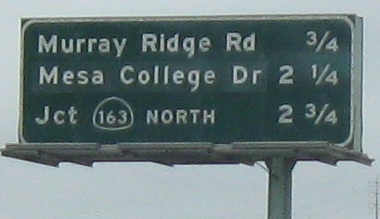 Murray Ridge Rd 3/4
Mesa College Dr 2 1/4
Jct 163 NORTH 2 3/4